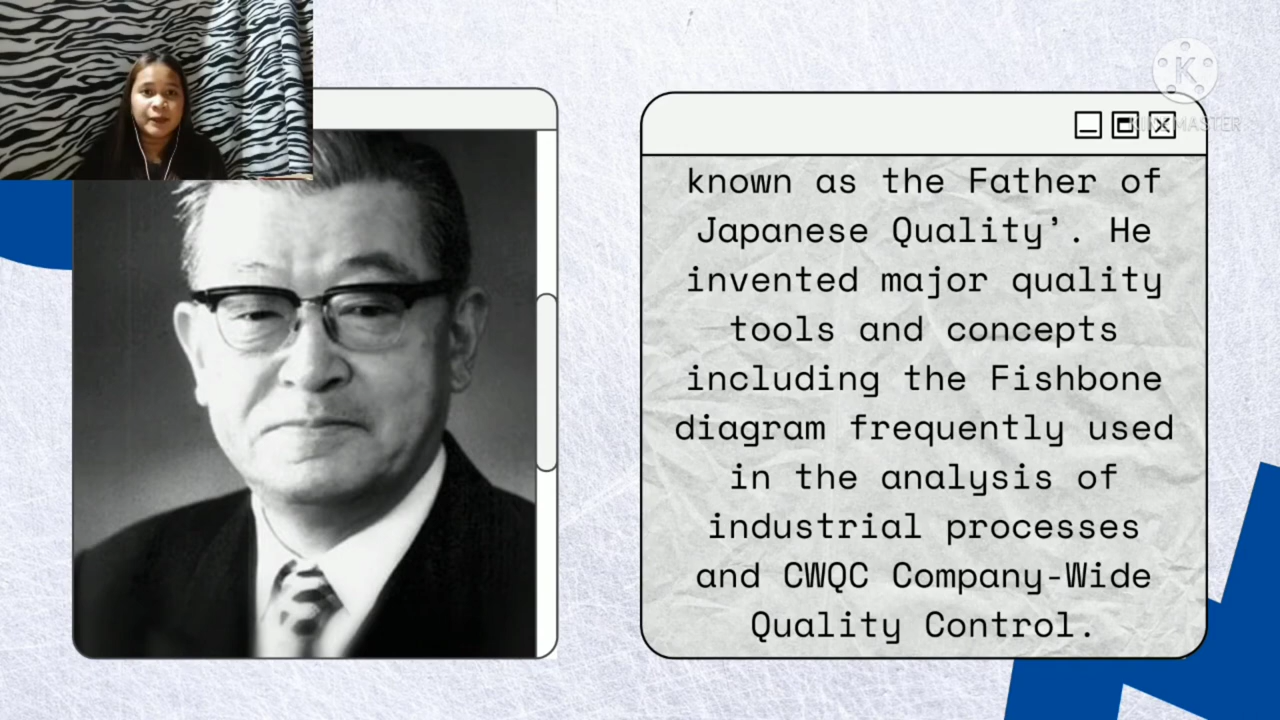 known as the Father of
Japanese Quality’. He
invented major quality
tools and concepts
including the Fishbone
diagram frequently used
in the analysis of
industrial processes
and CWQC Company-Wide
Quality Control.
K
KINEMASTER